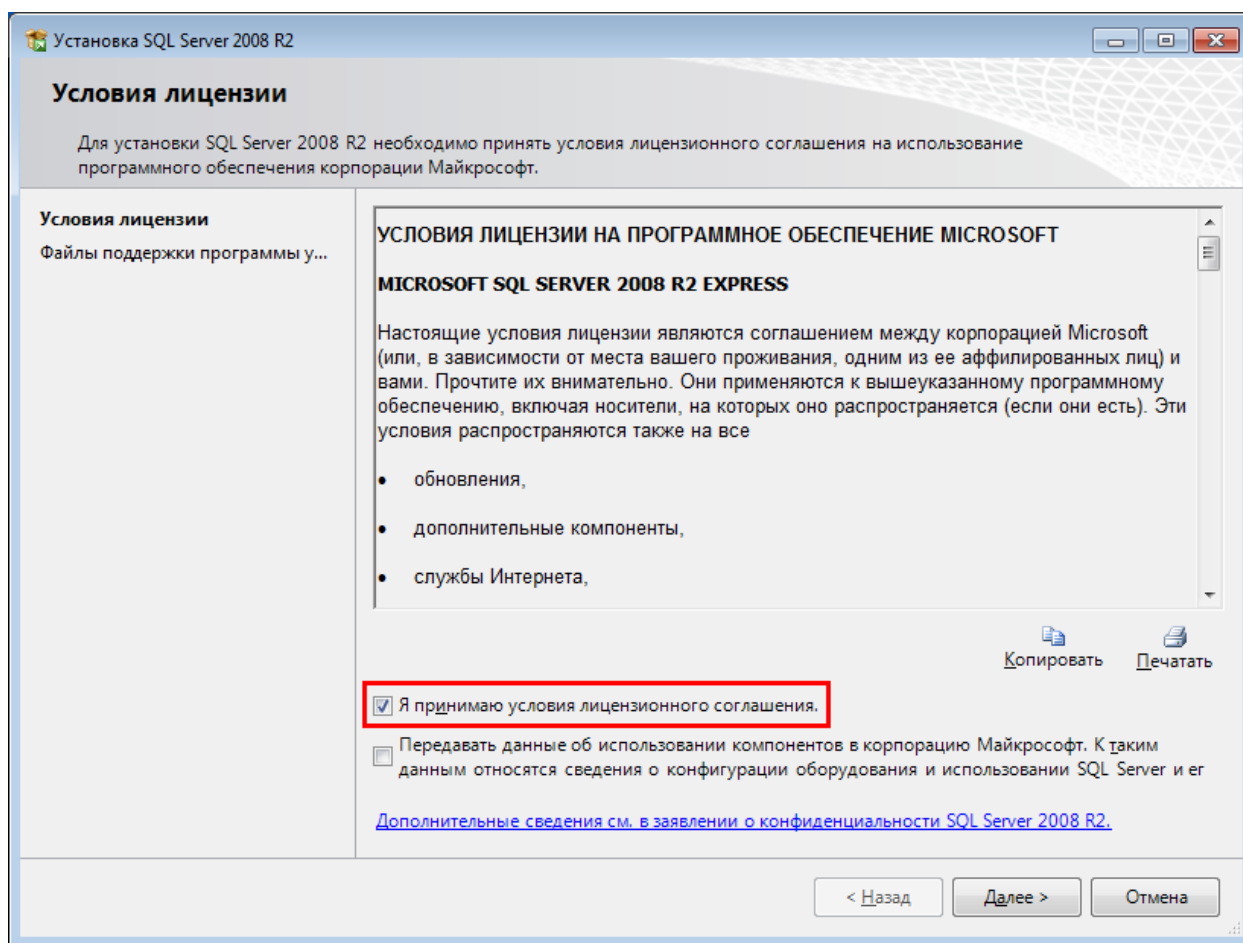 Установка SQL Server 2008 R2
Условия лицензии
Для установки SQL Server 2008 R2 необходимо принять условия лицензионного соглашения на использование
программного обеспечения корпорации Майкрософт.
Условия лицензии
Файлы поддержки программы у...
УСЛОВИЯ ЛИЦЕНЗИИ НА ПРОГРАММНОЕ ОБЕСПЕЧЕНИЕ MICROSOFT
MICROSOFT SQL SERVER 2008 R2 EXPRESS
Настоящие условия лицензии являются соглашением между корпорацией Microsoft
(или, в зависимости от места вашего проживания, одним из ее аффилированных лиц) и
вами. Прочтите их внимательно. Они применяются к вышеуказанному программному
обеспечению, включая носители, на которых оно распространяется (если они есть). Эти
условия распространяются также на все
• обновления,
• дополнительные компоненты,
• службы Интернета,
Копировать Печатать
Я принимаю условия лицензионного соглашения.
Передавать данные об использовании компонентов в корпорацию Майкрософт. К таким
данным относятся сведения о конфигурации оборудования и использовании SQL Server и ег
Дополнительные сведения см. в заявлении о конфиденциальности SQL Server 2008 R2.
< Назад Далее > Отмена